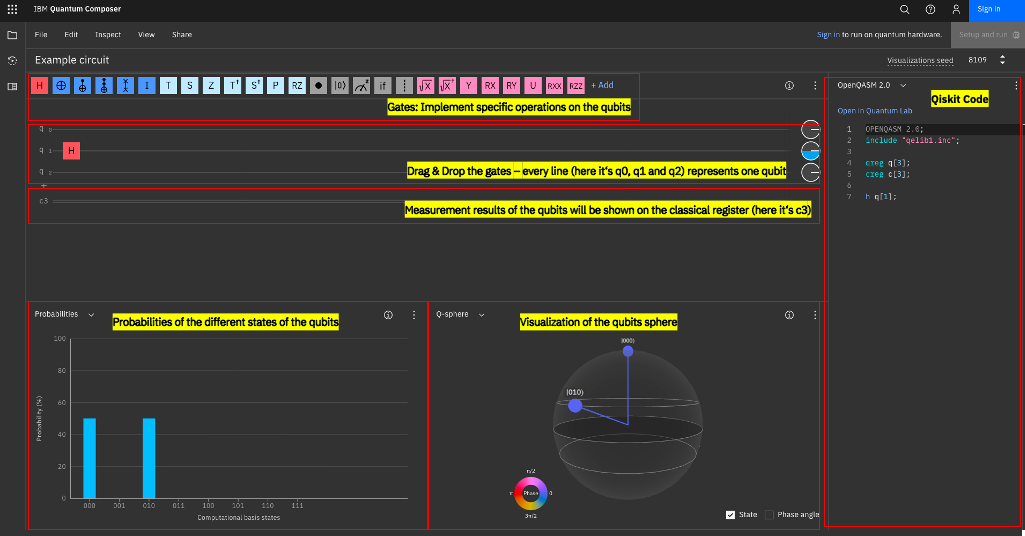 IBM Quantum Composer
Sign in
File Edit Inspect View Share
Sign in to run on quantum hardware.
Setup and run
Example circuit
Visualizations seed 8109
H I T S Z T† S† P RZ |0⟩ if √X √X† Y RX RY U RXX RZZ + Add
Gates: Implement specific operations on the qubits
q 0
q 1 H
q 2
Drag & Drop the gates – every line (here it's q0, q1 and q2) represents one qubit
+
c3
Measurement results of the qubits will be shown on the classical register (here it's c3)
OpenQASM 2.0
Qiskit Code
Open in Quantum Lab
1 OPENQASM 2.0;
2 include "qelib1.inc";
3
4 qreg q[3];
5 creg c[3];
6
7 h q[1];
Probabilities
Probabilities of the different states of the qubits
Probability (%)
100
80
60
40
20
0
000 001 010 011 100 101 110 111
Computational basis states
Q-sphere
Visualization of the qubits sphere
|000⟩
|010⟩
π/2
π Phase 0
3π/2
State Phase angle